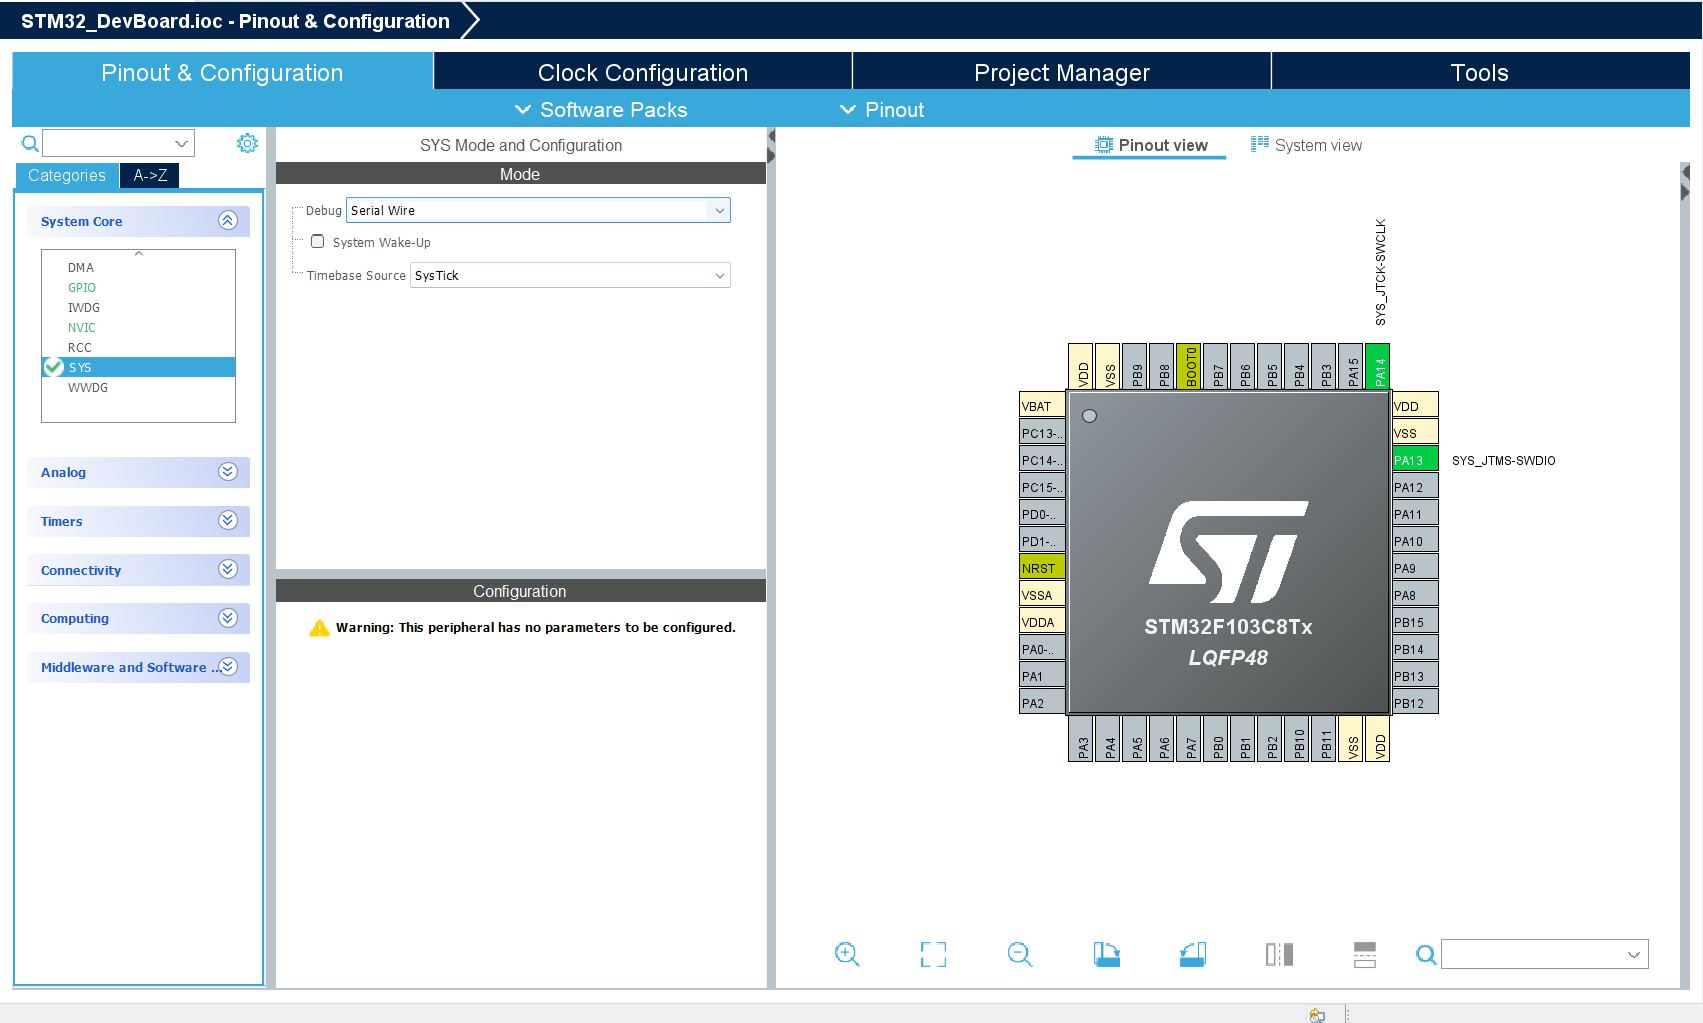 STM32_DevBoard.ioc - Pinout & Configuration
Pinout & Configuration
Clock Configuration
Project Manager
Tools
Software Packs
Pinout
Categories
A->Z
System Core
DMA
GPIO
IWDG
NVIC
RCC
SYS
WWDG
Analog
Timers
Connectivity
Computing
Middleware and Software ...
SYS Mode and Configuration
Mode
Debug Serial Wire
System Wake-Up
Timebase Source SysTick
Configuration
Warning: This peripheral has no parameters to be configured.
Pinout view
System view
SYS_JTCK-SWCLK
VDD
VSS
PB9
PB8
BOOT0
PB7
PB6
PB5
PB4
PB3
PA15
PA14
VBAT
PC13-..
PC14-..
PC15-..
PD0-..
PD1-..
NRST
VSSA
VDDA
PA0-..
PA1
PA2
ST
STM32F103C8Tx
LQFP48
VDD
VSS
PA13 SYS_JTMS-SWDIO
PA12
PA11
PA10
PA9
PA8
PB15
PB14
PB13
PB12
PA3
PA4
PA5
PA6
PA7
PB0
PB1
PB2
PB10
PB11
VSS
VDD